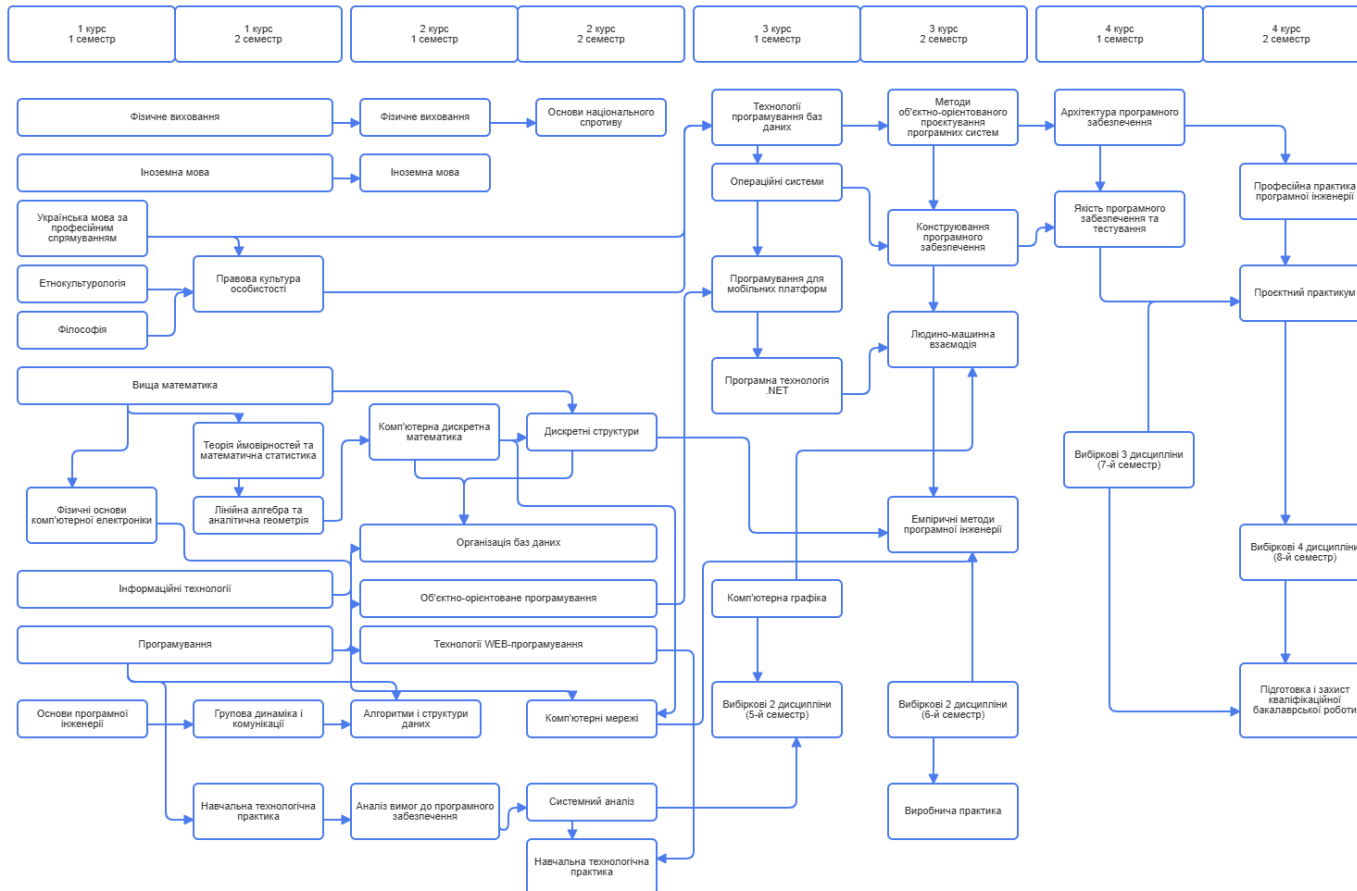 1 курс
1 семестр
1 курс
2 семестр
2 курс
1 семестр
2 курс
2 семестр
3 курс
1 семестр
3 курс
2 семестр
4 курс
1 семестр
4 курс
2 семестр
Фізичне виховання
Фізичне виховання
Основи національного
спротиву
Технології
програмування баз
даних
Методи
об'єктно-орієнтованого
проєктування
програмних систем
Архітектура програмного
забезпечення
Іноземна мова
Іноземна мова
Операційні системи
Професійна практика
програмної інженерії
Українська мова за
професійним
спрямуванням
Конструювання
програмного
забезпечення
Якість програмного
забезпечення та
тестування
Етнокультурологія
Правова культура
особистості
Програмування для
мобільних платформ
Проєктний практикум
Філософія
Людино-машинна
взаємодія
Вища математика
Програмна технологія
.NET
Теорія ймовірностей та
математична статистика
Комп'ютерна дискретна
математика
Дискретні структури
Вибіркові 3 дисципліни
(7-й семестр)
Фізичні основи
комп'ютерної електроніки
Лінійна алгебра та
аналітична геометрія
Організація баз даних
Емпіричні методи
програмної інженерії
Вибіркові 4 дисципліни
(8-й семестр)
Інформаційні технології
Об'єктно-орієнтоване програмування
Комп'ютерна графіка
Програмування
Технології WEB-програмування
Основи програмної
інженерії
Групова динаміка і
комунікації
Алгоритми і структури
даних
Комп'ютерні мережі
Вибіркові 2 дисципліни
(5-й семестр)
Вибіркові 2 дисципліни
(6-й семестр)
Підготовка і захист
кваліфікаційної
бакалаврської роботи
Навчальна технологічна
практика
Аналіз вимог до програмного
забезпечення
Системний аналіз
Виробнича практика
Навчальна технологічна
практика